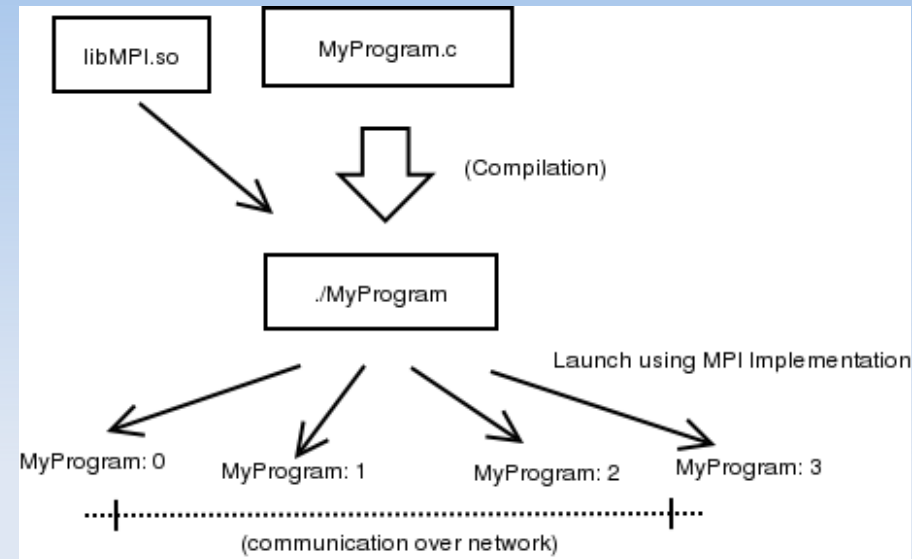 libMPI.so
MyProgram.c
(Compilation)
./MyProgram
Launch using MPI Implementation
MyProgram: 0
MyProgram: 1
MyProgram: 2
MyProgram: 3
(communication over network)